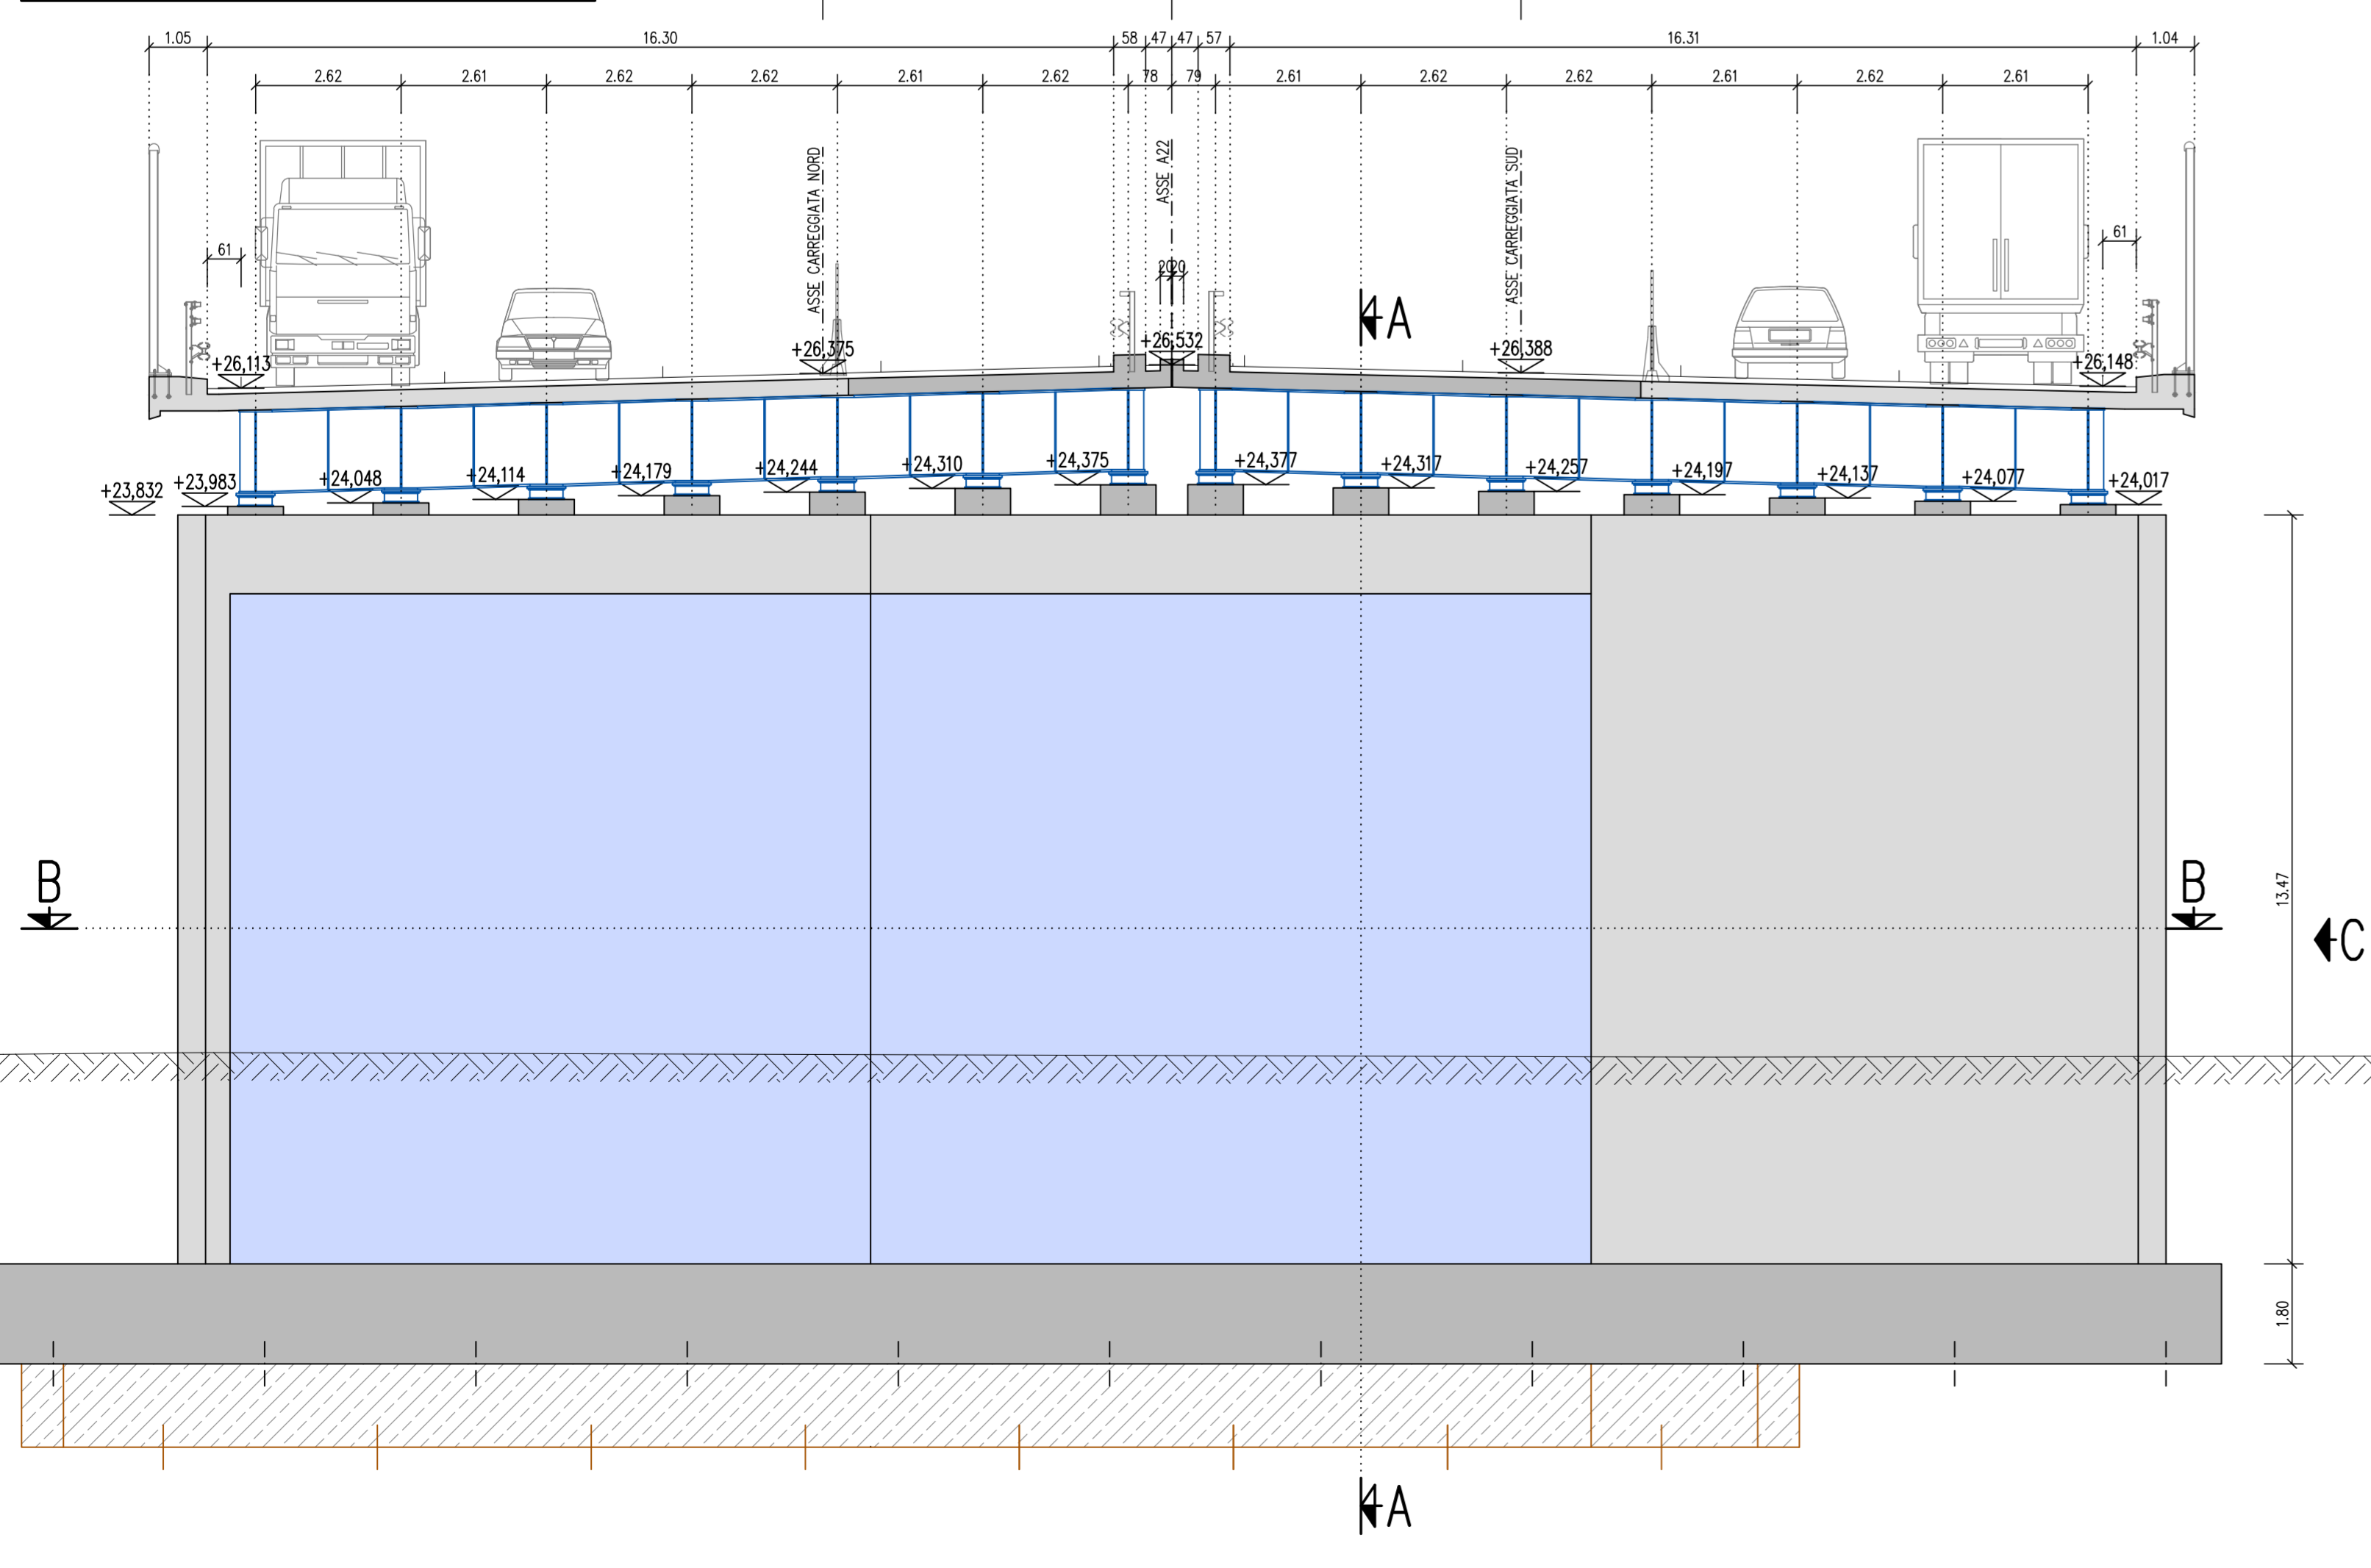 1.05 16.30 58 47 47 57 16.31 1.04
2.62 2.61 2.62 2.62 2.61 2.62 78 79 2.61 2.62 2.62 2.61 2.62 2.61
ASSE CARREGGIATA NORD
ASSE A22
ASSE CARREGGIATA SUD
61 61
20 20
A
+26,113 +26,375 +26,532 +26,388 +26,148
+23,832 +23,983 +24,048 +24,114 +24,179 +24,244 +24,310 +24,375 +24,377 +24,317 +24,257 +24,197 +24,137 +24,077 +24,017
B B
13.47
C
1.80
A